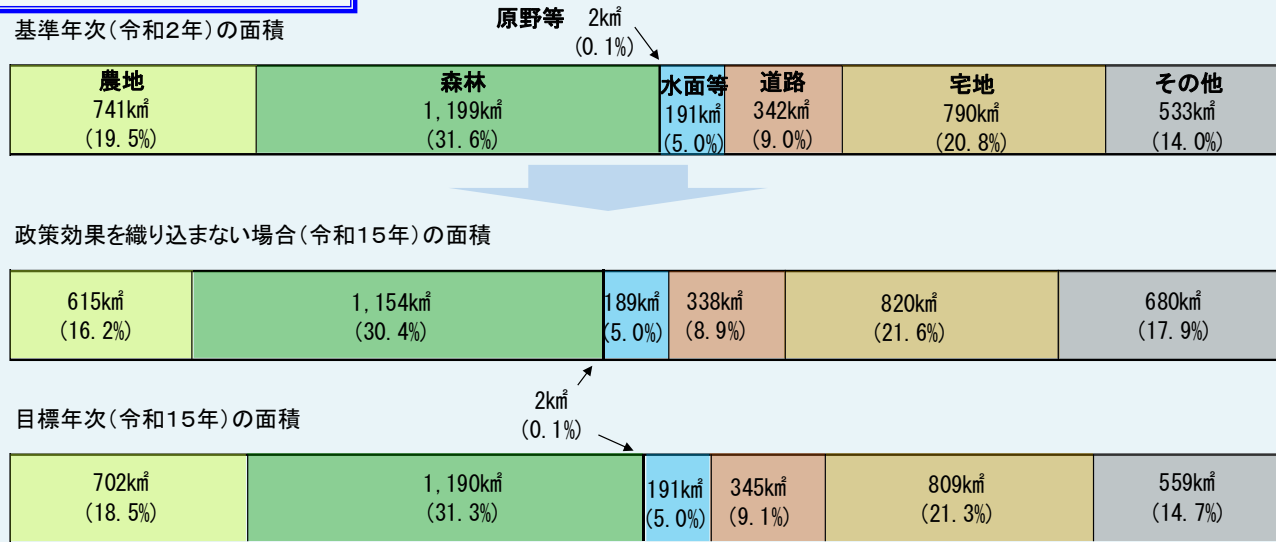 原野等 2k㎡
(0.1%)
基準年次(令和2年)の面積
農地 森林 水面等 道路 宅地 その他
741k㎡ 1,199k㎡ 191k㎡ 342k㎡ 790k㎡ 533k㎡
(19.5%) (31.6%) (5.0%) (9.0%) (20.8%) (14.0%)
政策効果を織り込まない場合(令和15年)の面積
615k㎡ 1,154k㎡ 189k㎡ 338k㎡ 820k㎡ 680k㎡
(16.2%) (30.4%) (5.0%) (8.9%) (21.6%) (17.9%)
2k㎡
(0.1%)
目標年次(令和15年)の面積
702k㎡ 1,190k㎡ 191k㎡ 345k㎡ 809k㎡ 559k㎡
(18.5%) (31.3%) (5.0%) (9.1%) (21.3%) (14.7%)